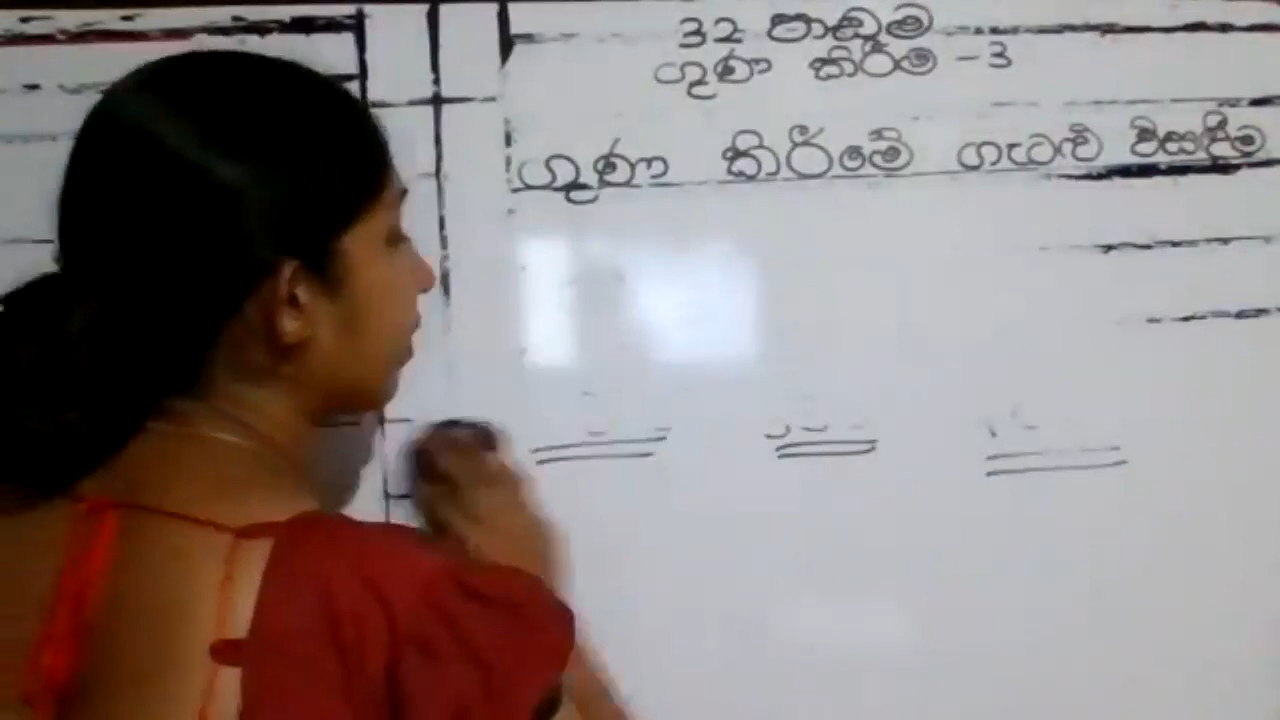 32 පාඩම
ගුණ කිරීම - 3
ගුණ කිරීමේ ගැටළු විසඳීම